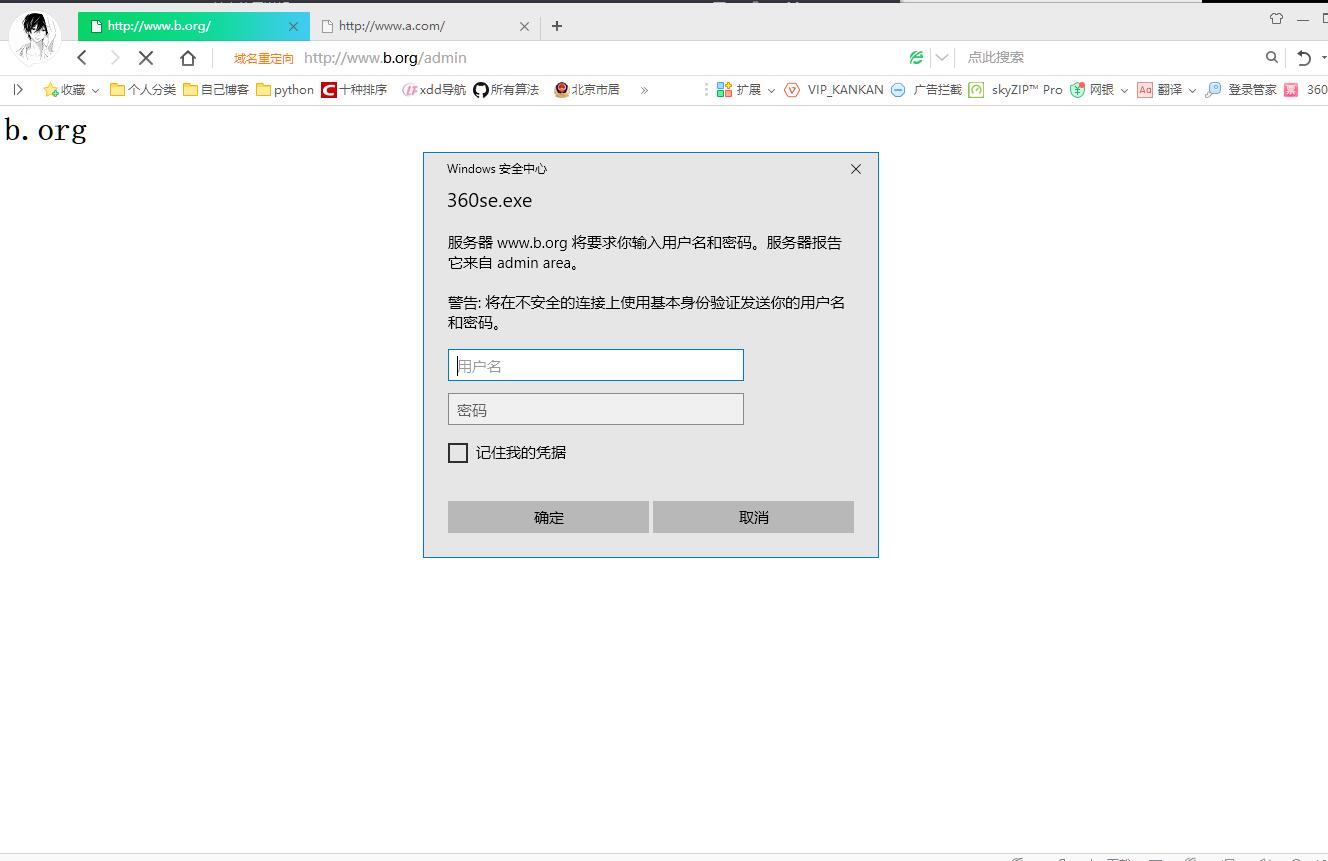 http://www.b.org/
http://www.a.com/
域名重定向 http://www.b.org/admin
点此搜索
收藏 个人分类 自己博客 python C 十种排序 xdd导航 所有算法 北京市居 » 扩展 VIP_KANKAN 广告拦截 skyZIP™ Pro 网银 Aa 翻译 登录管家 票 360
b.org
Windows 安全中心
360se.exe
服务器 www.b.org 将要求你输入用户名和密码。服务器报告
它来自 admin area。
警告: 将在不安全的连接上使用基本身份验证发送你的用户名
和密码。
用户名
密码
记住我的凭据
确定 取消